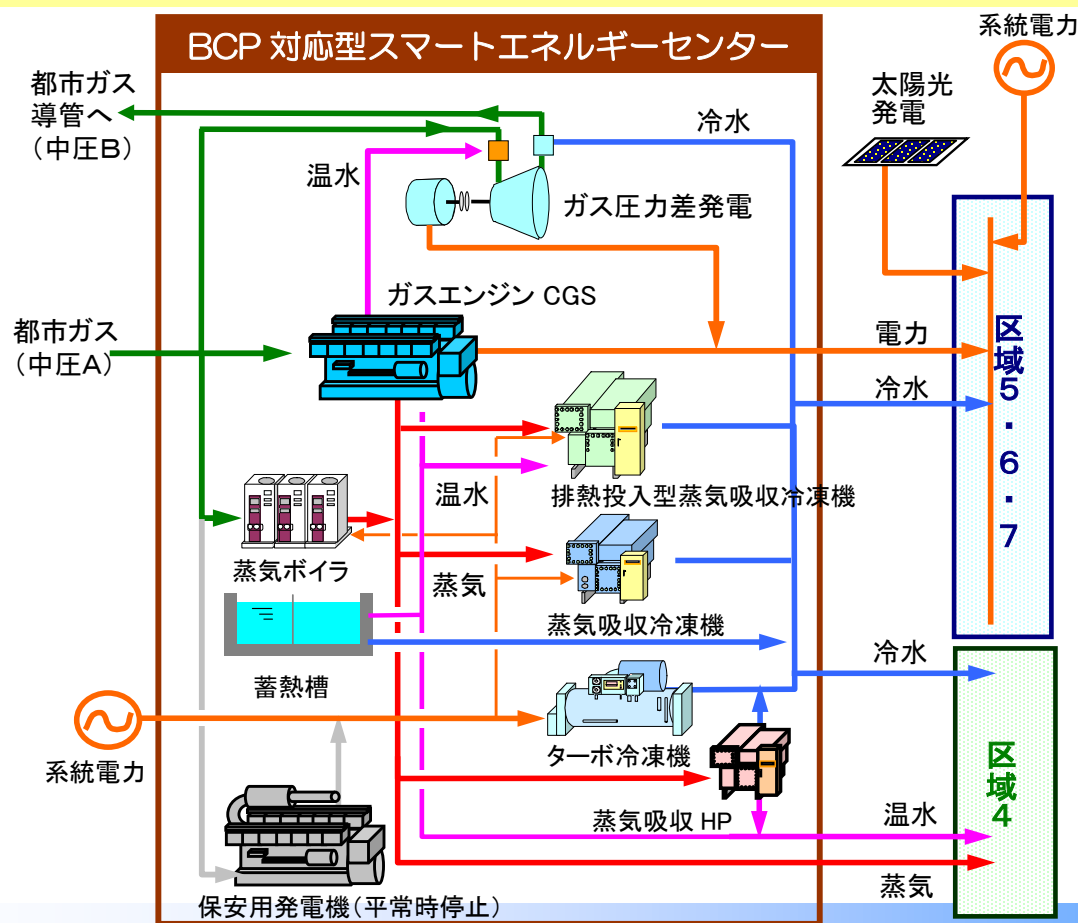 BCP 対応型スマートエネルギーセンター
系統電力
都市ガス
導管へ
（中圧B）
冷水
太陽光
発電
温水
ガス圧力差発電
ガスエンジン CGS
都市ガス
（中圧A）
電力
冷水
区域5・6・7
温水
排熱投入型蒸気吸収冷凍機
蒸気ボイラ
蒸気
蒸気吸収冷凍機
蓄熱槽
冷水
系統電力
ターボ冷凍機
区域4
蒸気吸収 HP
温水
蒸気
保安用発電機（平常時停止）